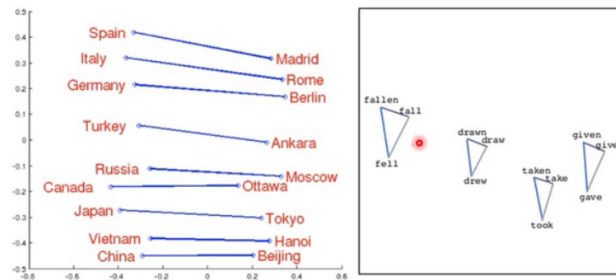 0.5
0.4
0.3
0.2
0.1
0
-0.1
-0.2
-0.3
-0.4
-0.5
-0.8 -0.6 -0.4 -0.2 0 0.2 0.4 0.6 0.8
Spain Madrid
Italy Rome
Germany Berlin
Turkey Ankara
Russia Moscow
Canada Ottawa
Japan Tokyo
Vietnam Hanoi
China Beijing
fallen fall
fell
drawn draw
drew
taken take
took
given give
gave